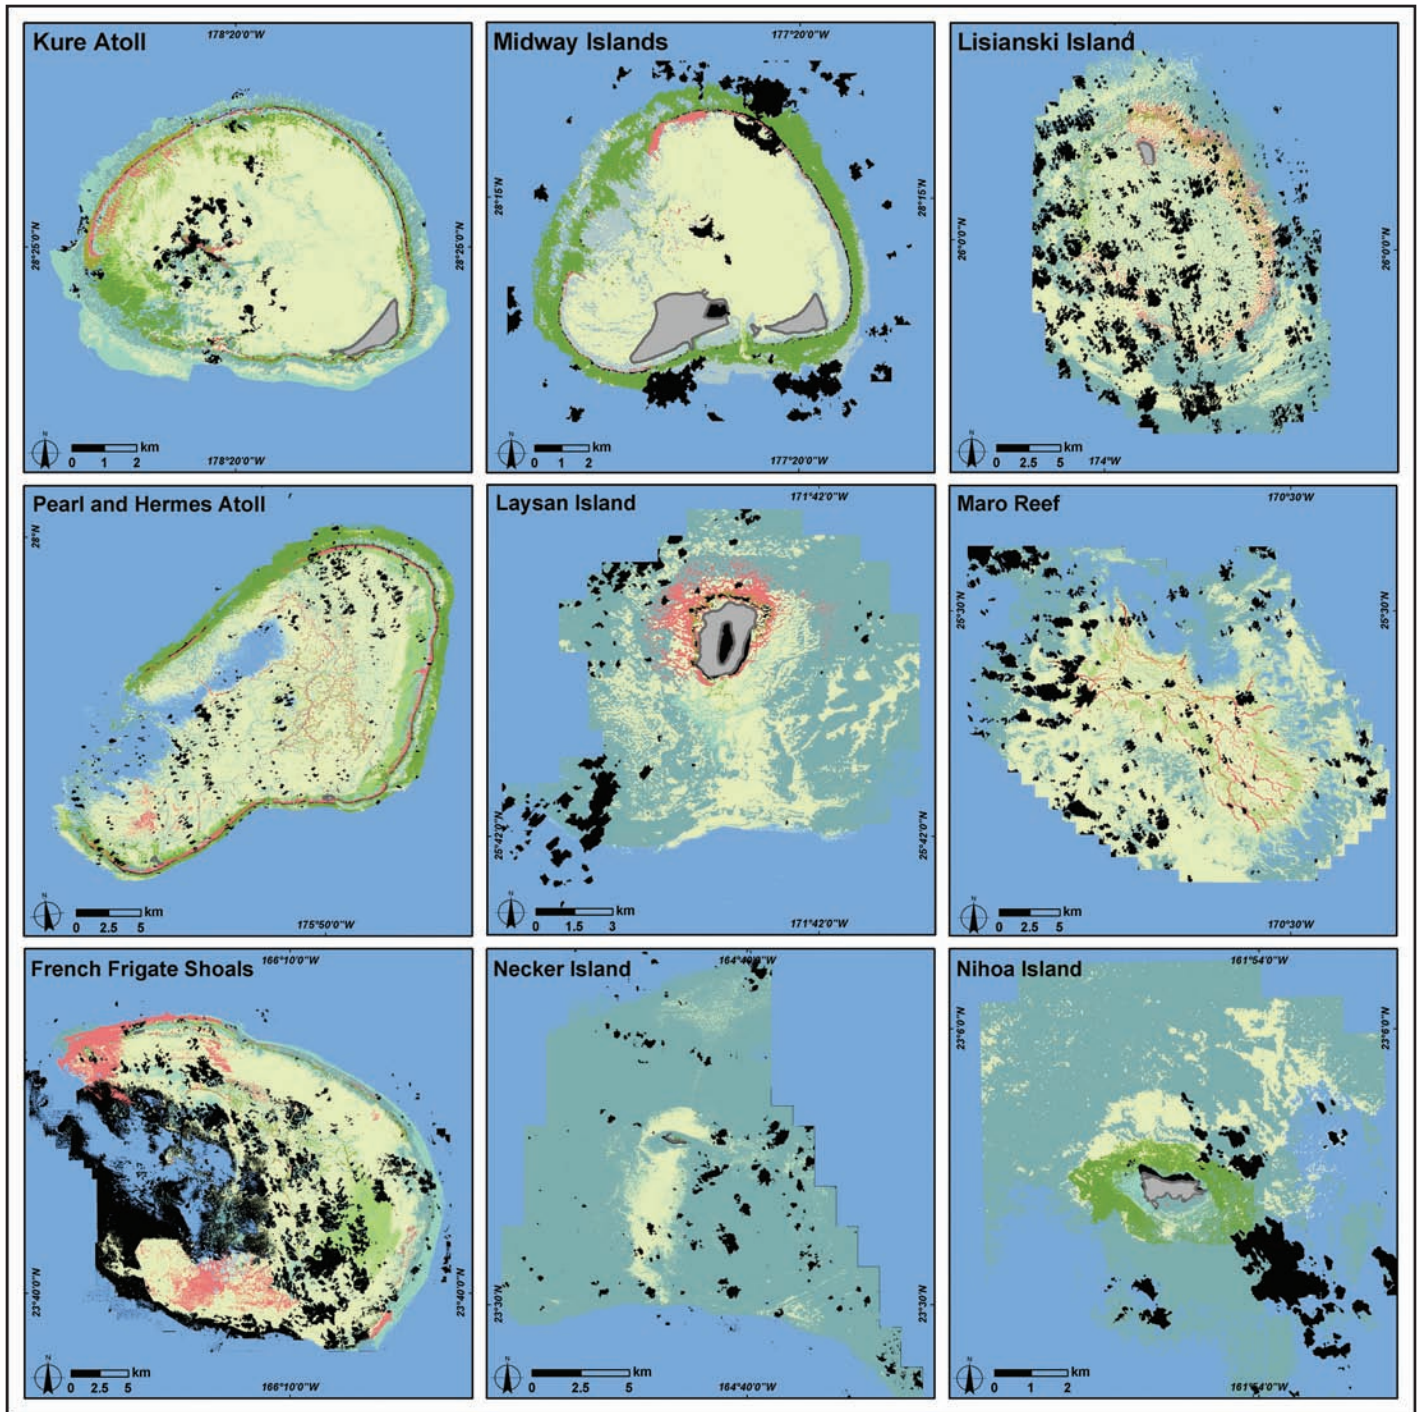 Kure Atoll
178°20'0"W
28°25'0"N
28°25'0"N
N
km
0 1 2
178°20'0"W
Midway Islands
177°20'0"W
28°15'N
28°15'N
N
km
0 1 2
177°20'0"W
Lisianski Island
26°0'0"N
26°0'0"N
N
km
0 2.5 5
174°W
Pearl and Hermes Atoll
28°N
N
km
0 2.5 5
175°50'0"W
Laysan Island
171°42'0"W
25°42'0"N
25°42'0"N
N
km
0 1.5 3
171°42'0"W
Maro Reef
170°30'W
25°30'N
25°30'N
N
km
0 2.5 5
170°30'W
French Frigate Shoals
166°10'0"W
23°40'0"N
23°40'0"N
N
km
0 2.5 5
166°10'0"W
Necker Island
164°40'0"W
23°30'N
23°30'N
N
km
0 2.5 5
164°40'0"W
Nihoa Island
161°54'0"W
23°6'0"N
23°6'0"N
N
km
0 1 2
161°54'0"W